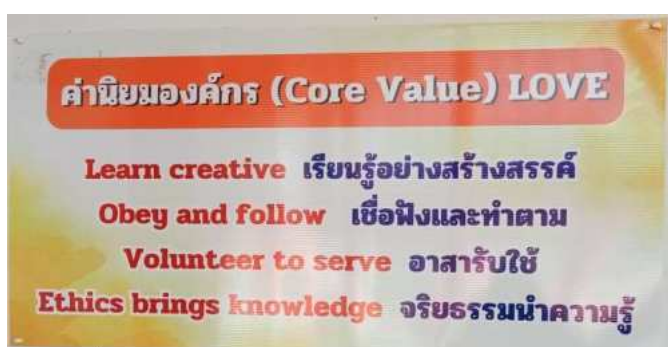 ค่านิยมองค์กร (Core Value) LOVE
Learn creative เรียนรู้อย่างสร้างสรรค์
Obey and follow เชื่อฟังและทำตาม
Volunteer to serve อาสารับใช้
Ethics brings knowledge จริยธรรมนำความรู้